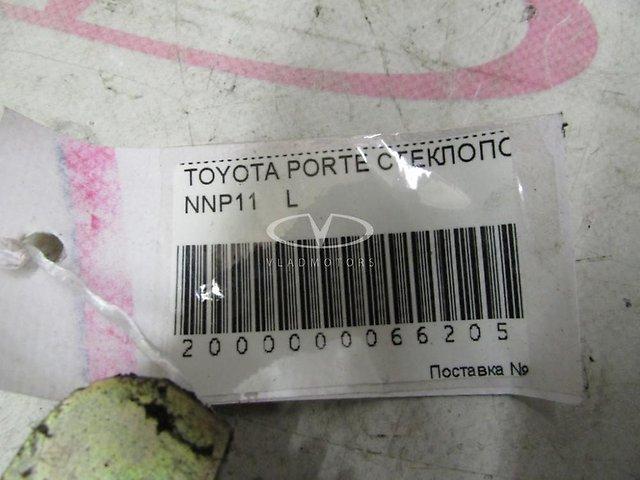 TOYOTA PORTE СТЕКЛОПО
NNP11 L
VLADMOTORS
2000000066205
Поставка №